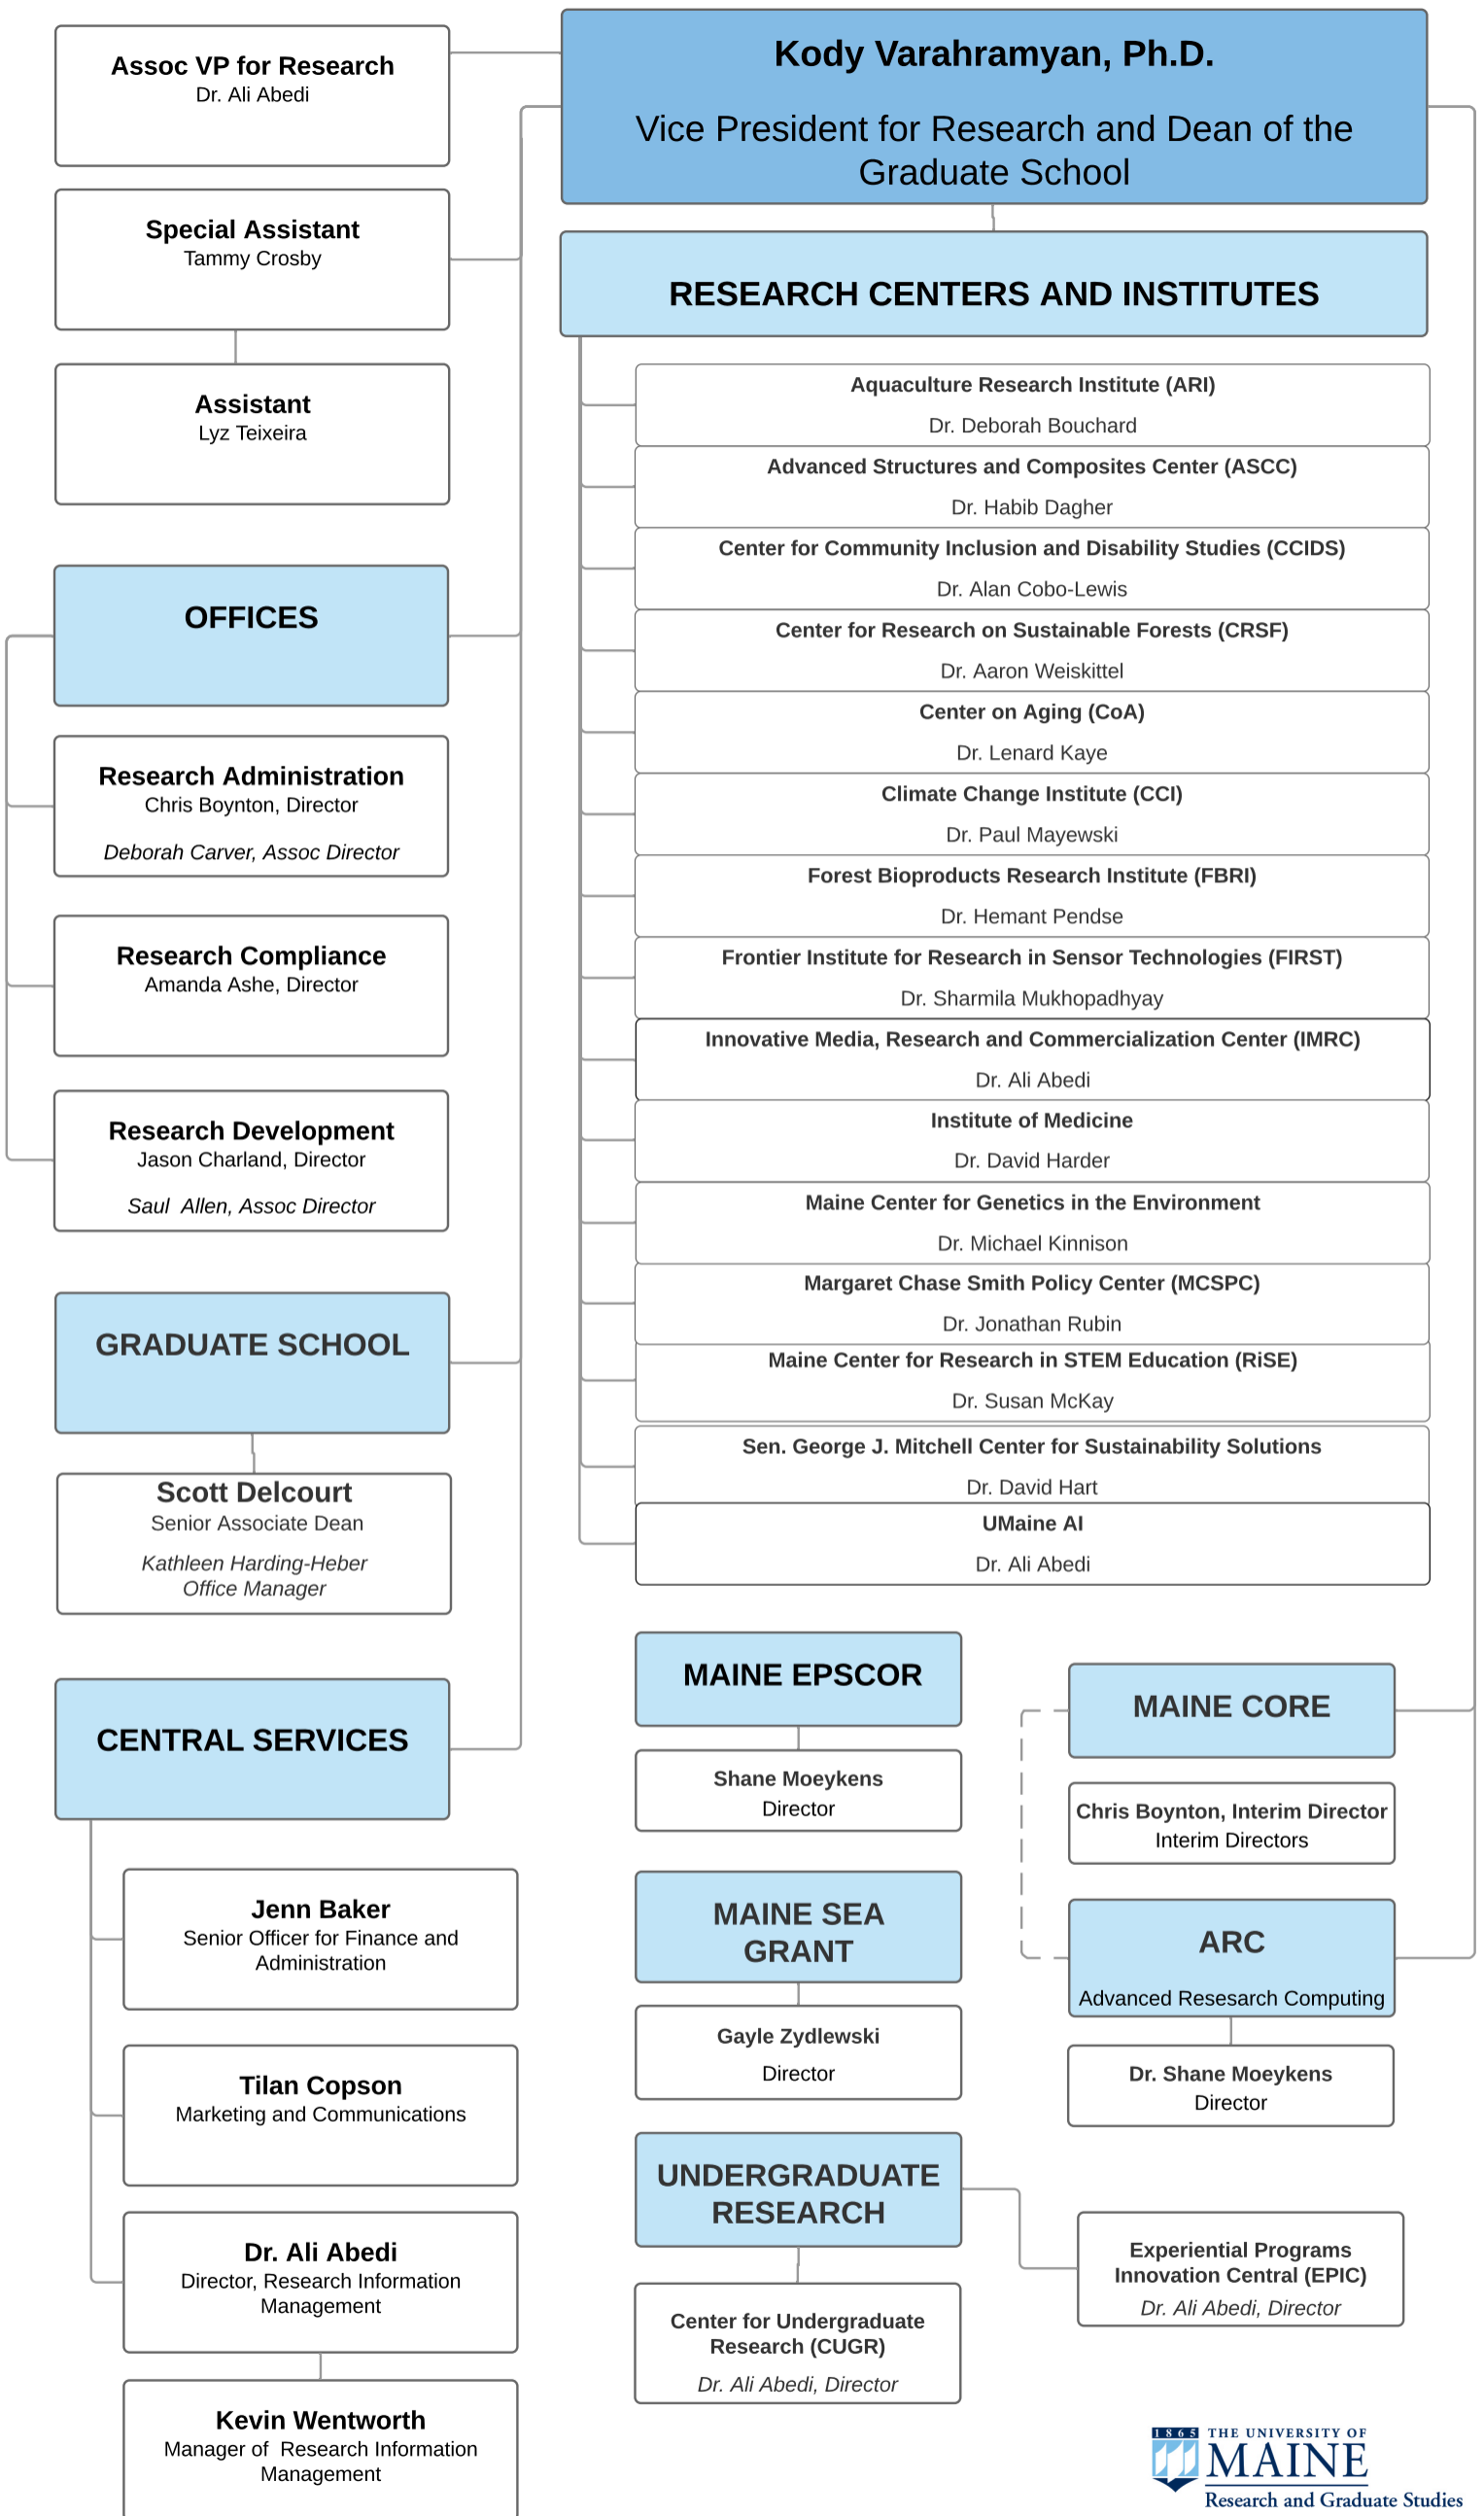 Assoc VP for Research
Dr. Ali Abedi
Kody Varahramyan, Ph.D.
Vice President for Research and Dean of the
Graduate School
Special Assistant
Tammy Crosby
Assistant
Lyz Teixeira
OFFICES
Research Administration
Chris Boynton, Director
Deborah Carver, Assoc Director
Research Compliance
Amanda Ashe, Director
Research Development
Jason Charland, Director
Saul  Allen, Assoc Director
GRADUATE SCHOOL
Scott Delcourt
Senior Associate Dean
Kathleen Harding-Heber
Office Manager
CENTRAL SERVICES
Jenn Baker
Senior Officer for Finance and
Administration
Tilan Copson
Marketing and Communications
Dr. Ali Abedi
Director, Research Information
Management
Kevin Wentworth
Manager of  Research Information
Management
RESEARCH CENTERS AND INSTITUTES
Aquaculture Research Institute (ARI)
Dr. Deborah Bouchard
Advanced Structures and Composites Center (ASCC)
Dr. Habib Dagher
Center for Community Inclusion and Disability Studies (CCIDS)
Dr. Alan Cobo-Lewis
Center for Research on Sustainable Forests (CRSF)
Dr. Aaron Weiskittel
Center on Aging (CoA)
Dr. Lenard Kaye
Climate Change Institute (CCI)
Dr. Paul Mayewski
Forest Bioproducts Research Institute (FBRI)
Dr. Hemant Pendse
Frontier Institute for Research in Sensor Technologies (FIRST)
Dr. Sharmila Mukhopadhyay
Innovative Media, Research and Commercialization Center (IMRC)
Dr. Ali Abedi
Institute of Medicine
Dr. David Harder
Maine Center for Genetics in the Environment
Dr. Michael Kinnison
Margaret Chase Smith Policy Center (MCSPC)
Dr. Jonathan Rubin
Maine Center for Research in STEM Education (RiSE)
Dr. Susan McKay
Sen. George J. Mitchell Center for Sustainability Solutions
Dr. David Hart
UMaine AI
Dr. Ali Abedi
MAINE EPSCOR
Shane Moeykens
Director
MAINE SEA
GRANT
Gayle Zydlewski
Director
UNDERGRADUATE
RESEARCH
Center for Undergraduate
Research (CUGR)
Dr. Ali Abedi, Director
MAINE CORE
Chris Boynton, Interim Director
Interim Directors
ARC
Advanced Resesarch Computing
Dr. Shane Moeykens
Director
Experiential Programs
Innovation Central (EPIC)
Dr. Ali Abedi, Director
1865
THE UNIVERSITY OF
MAINE
Research and Graduate Studies